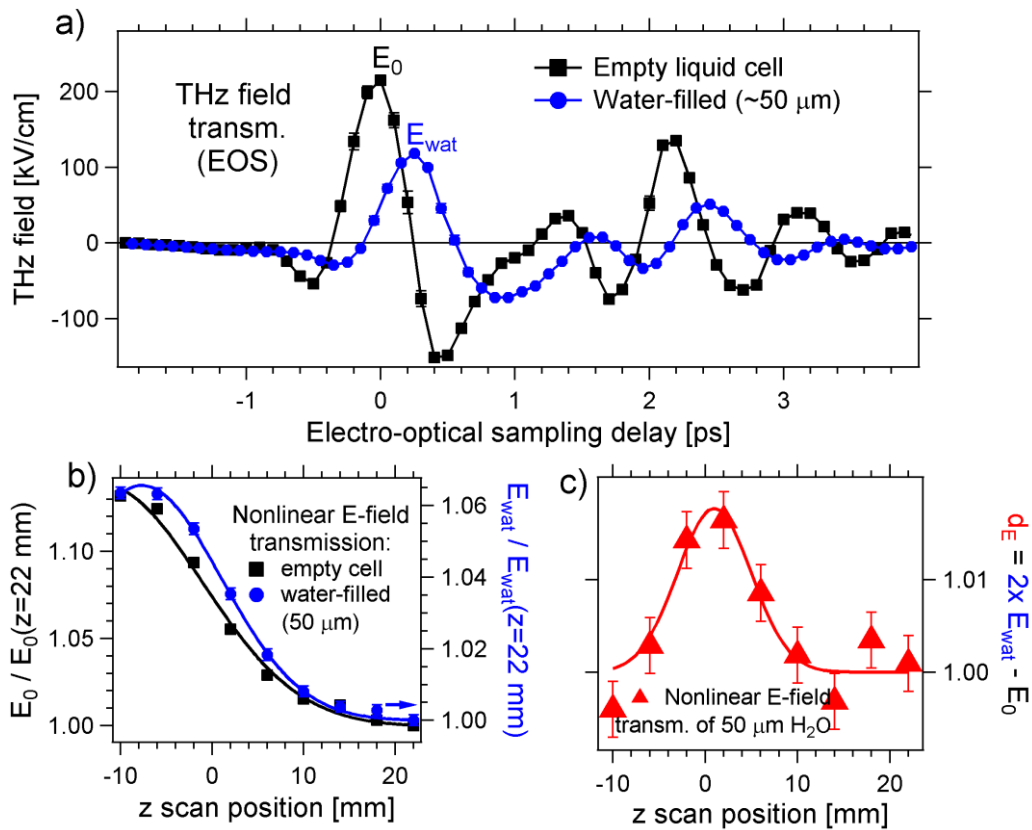 a)
E0
Ewat
THz field
transm.
(EOS)
Empty liquid cell
Water-filled (~50 μm)
THz field [kV/cm]
200
100
0
-100
-1
0
1
2
3
Electro-optical sampling delay [ps]
b)
Nonlinear E-field
transmission:
empty cell
water-filled
(50 μm)
E0 / E0(z=22 mm)
1.10
1.05
1.00
Ewat / Ewat(z=22 mm)
1.06
1.04
1.02
1.00
-10
0
10
20
z scan position [mm]
c)
Nonlinear E-field
transm. of 50 μm H2O
dE = 2x Ewat - E0
1.01
1.00
-10
0
10
20
z scan position [mm]